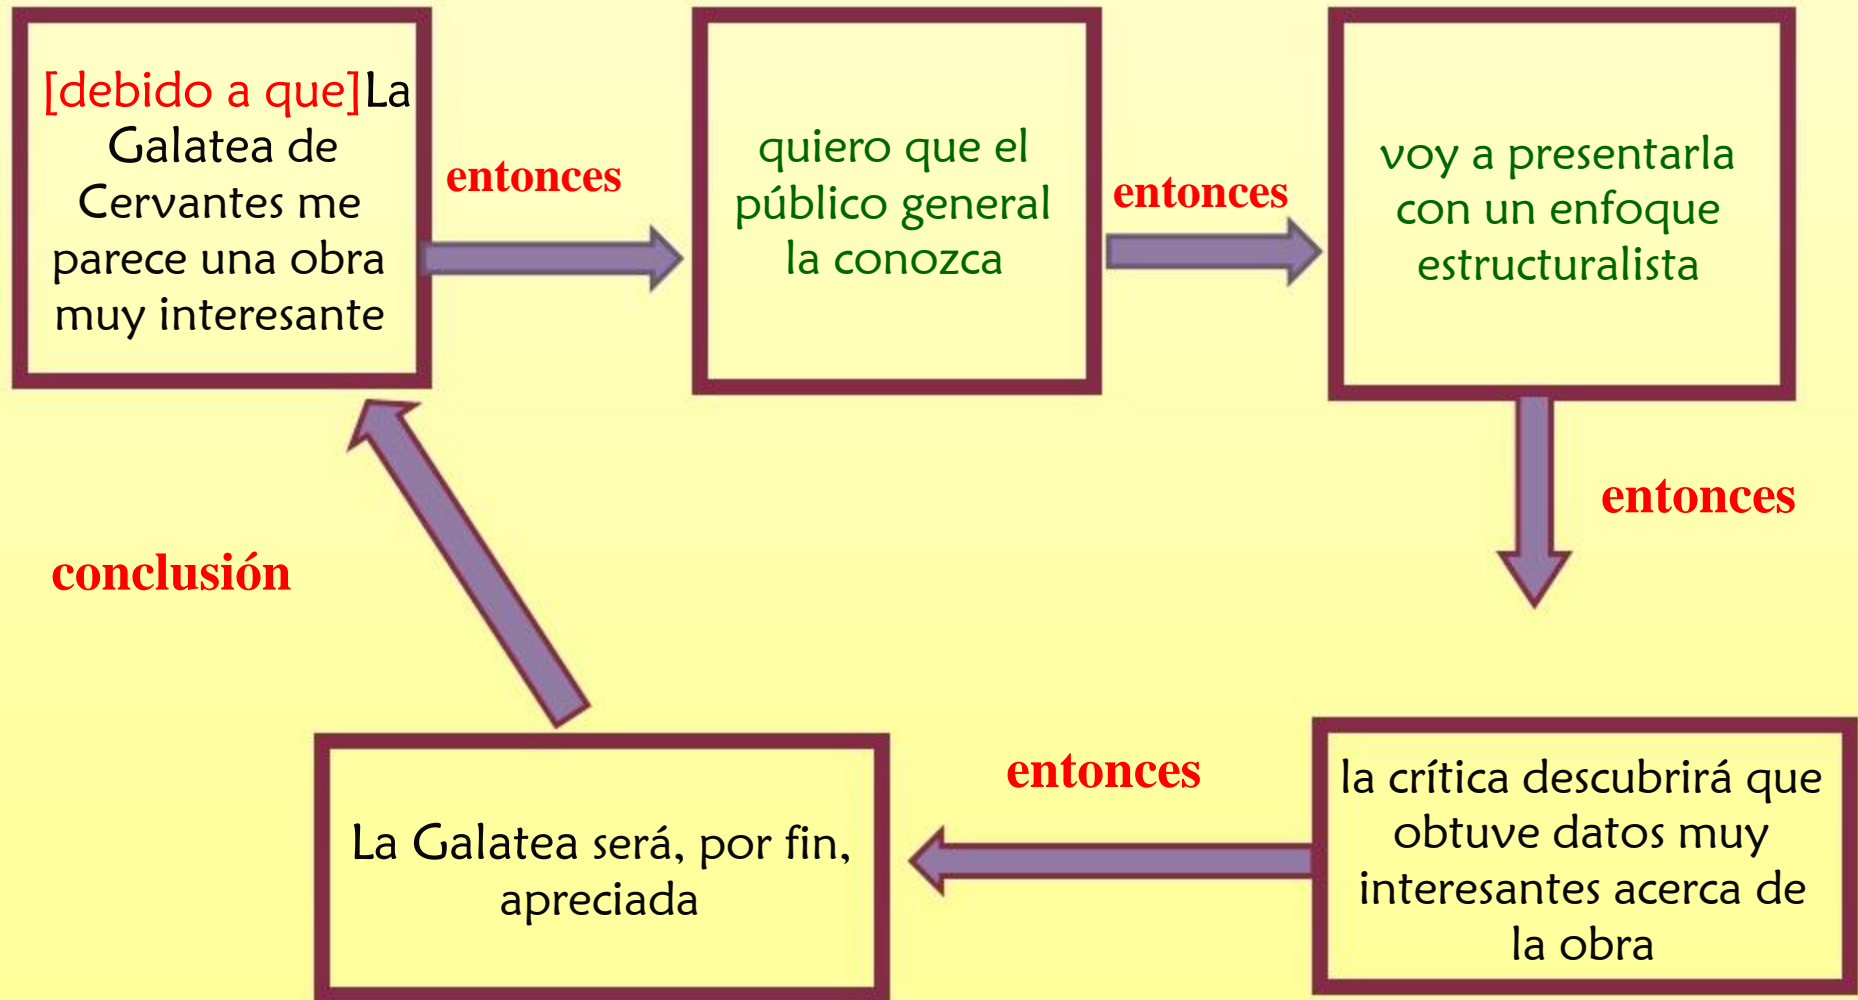 [debido a que]La
Galatea de
Cervantes me
parece una obra
muy interesante
entonces
quiero que el
público general
la conozca
entonces
voy a presentarla
con un enfoque
estructuralista
entonces
la crítica descubrirá que
obtuve datos muy
interesantes acerca de
la obra
entonces
La Galatea será, por fin,
apreciada
conclusión